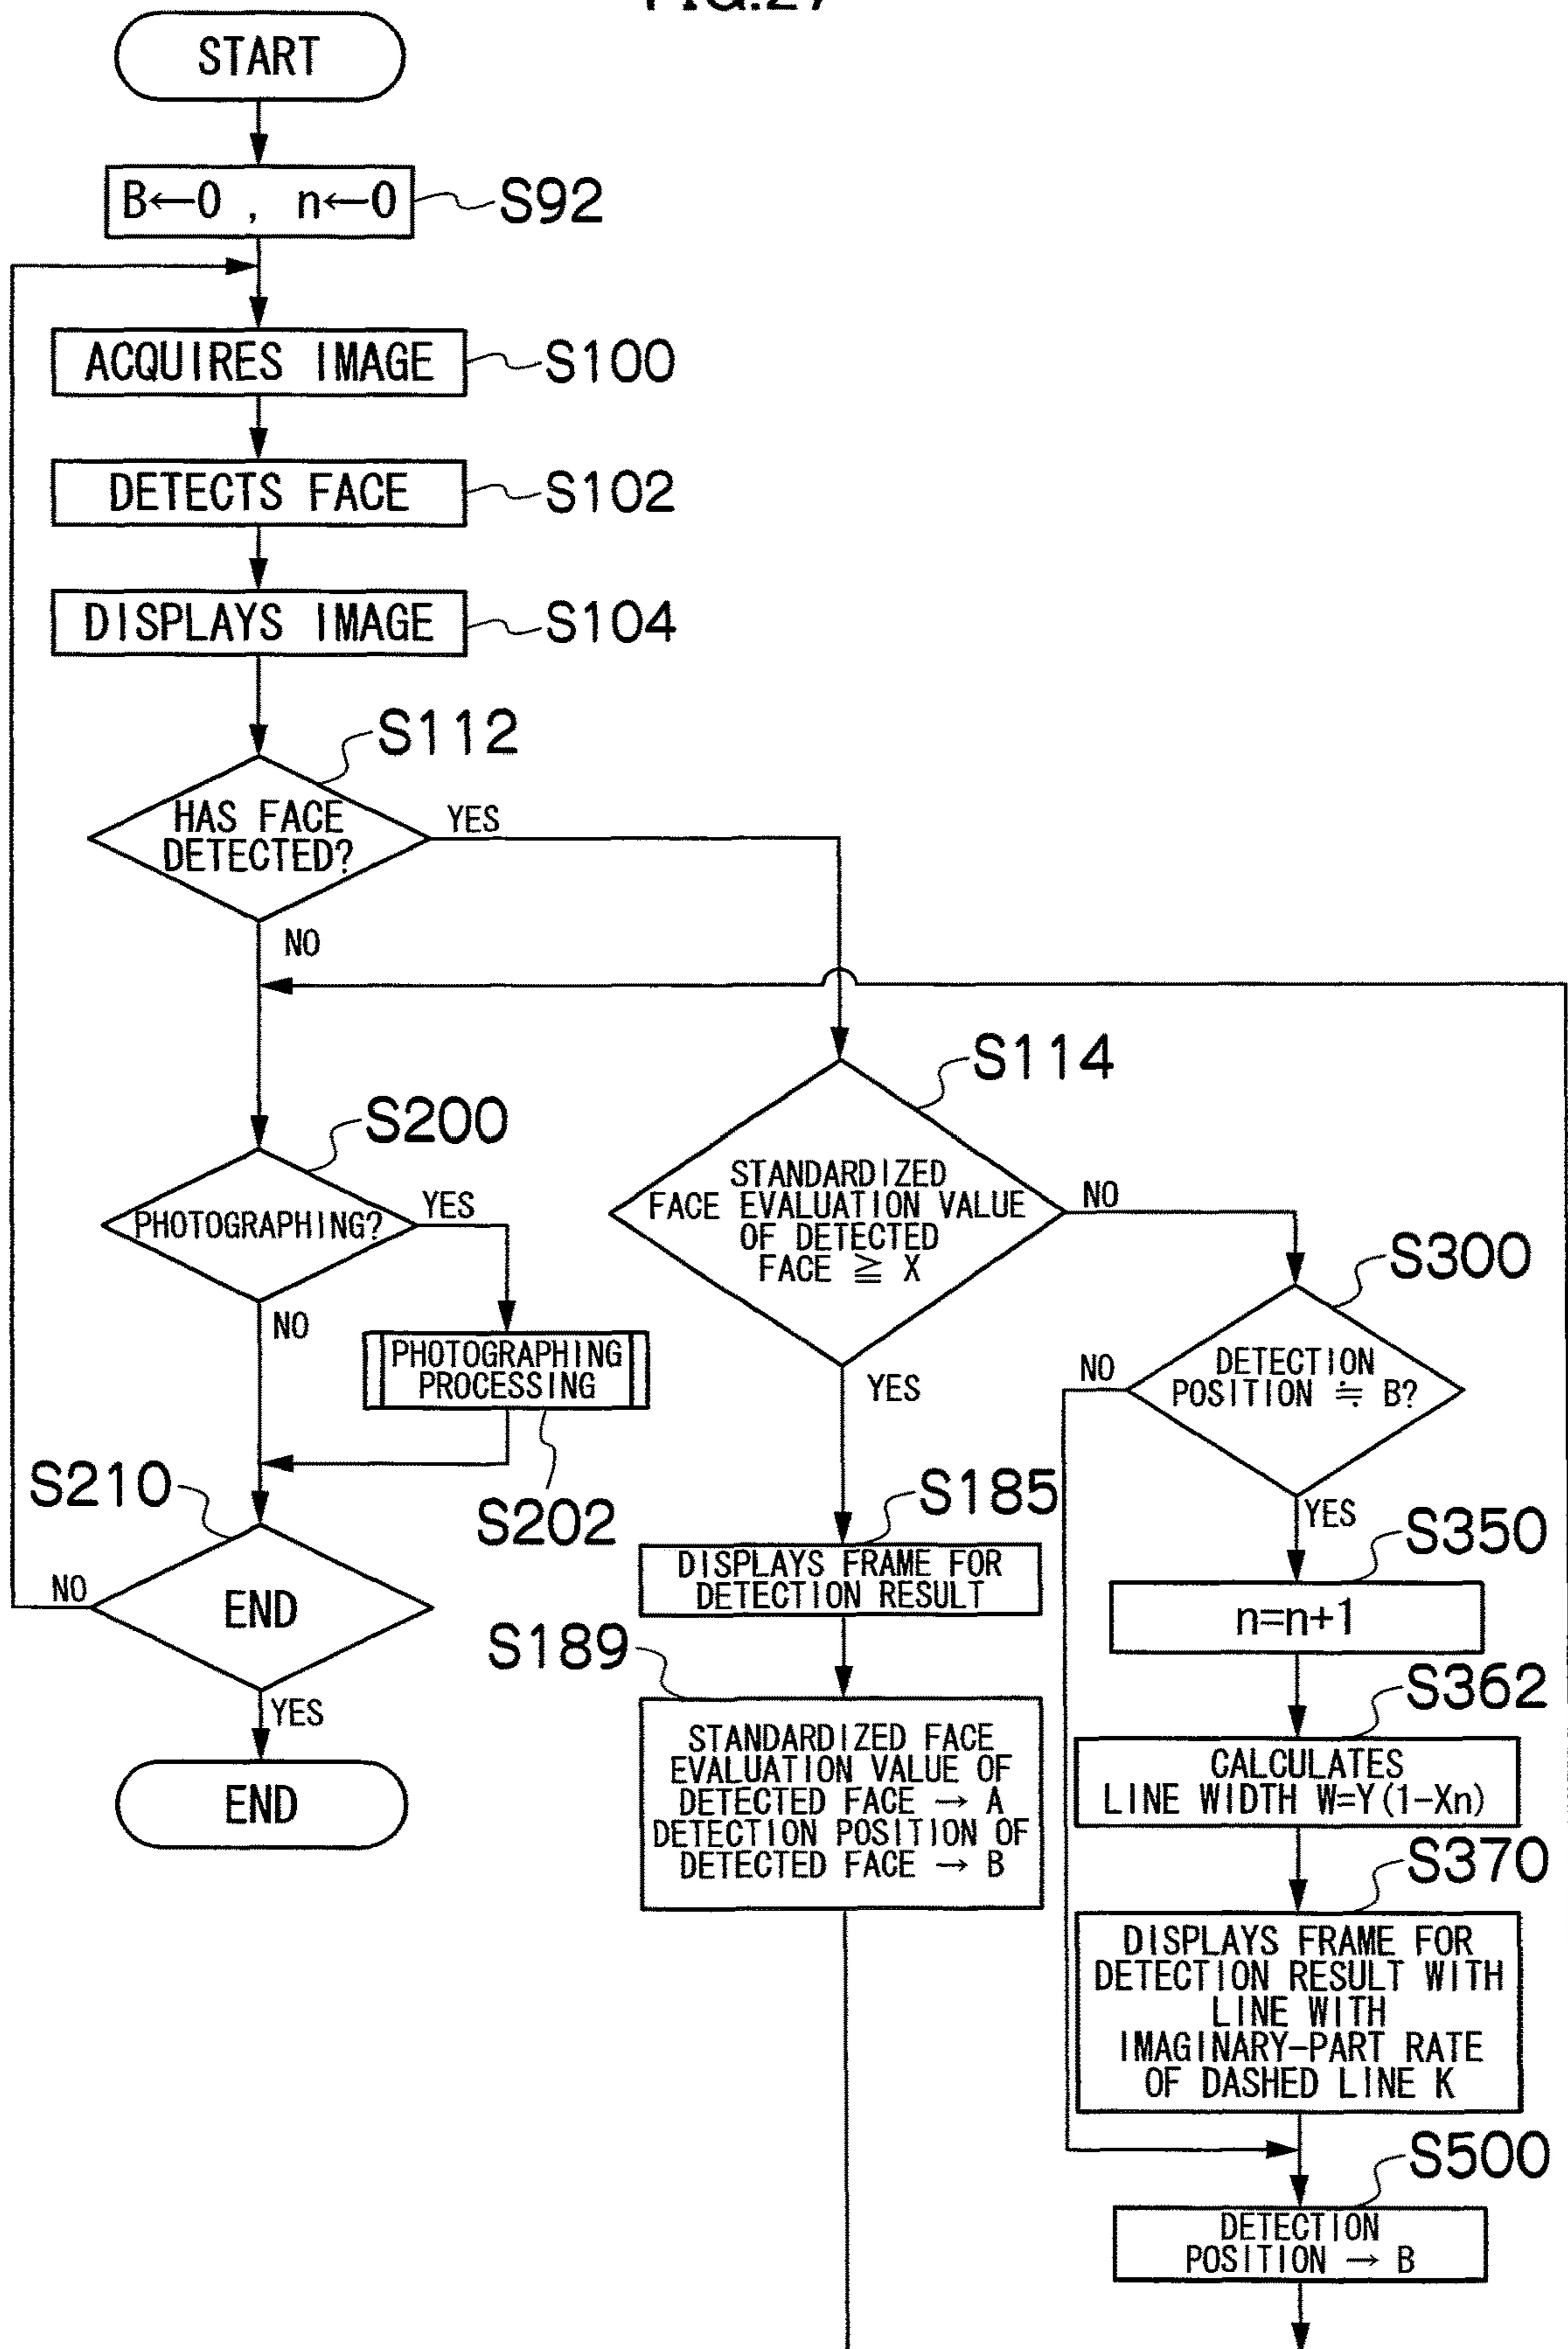 FIG.27
START
B←0 , n←0
S92
ACQUIRES IMAGE
S100
DETECTS FACE
S102
DISPLAYS IMAGE
S104
S112
HAS FACE
DETECTED?
YES
NO
S114
STANDARDIZED
FACE EVALUATION VALUE
OF DETECTED
FACE ≧ X
NO
YES
S200
PHOTOGRAPHING?
YES
NO
PHOTOGRAPHING
PROCESSING
S202
S210
END
NO
YES
END
S300
DETECTION
POSITION ≒ B?
NO
YES
S185
DISPLAYS FRAME FOR
DETECTION RESULT
S189
STANDARDIZED FACE
EVALUATION VALUE OF
DETECTED FACE → A
DETECTION POSITION OF
DETECTED FACE → B
S350
n=n+1
S362
CALCULATES
LINE WIDTH W=Y(1-Xn)
S370
DISPLAYS FRAME FOR
DETECTION RESULT WITH
LINE WITH
IMAGINARY-PART RATE
OF DASHED LINE K
S500
DETECTION
POSITION → B